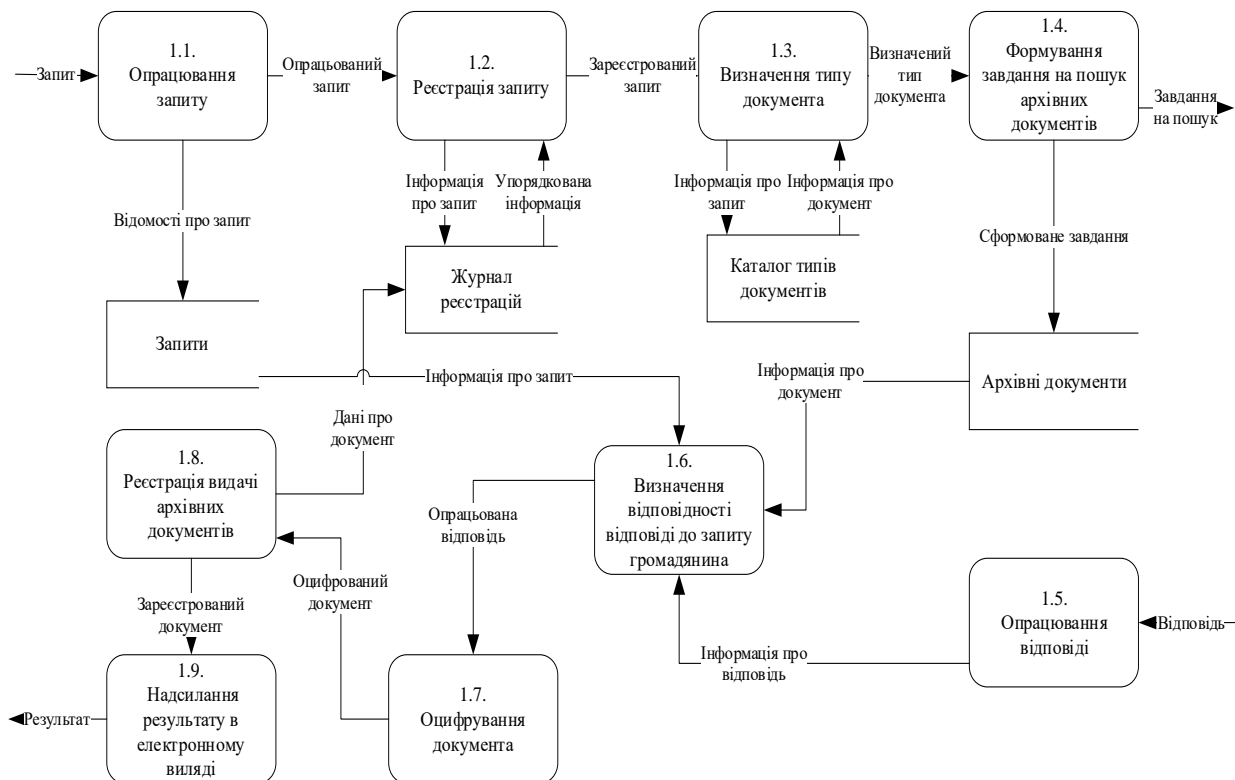 1.1.
Опрацювання
запиту
1.2.
Реєстрація запиту
1.3.
Визначення типу
документа
1.4.
Формування
завдання на пошук
архівних
документів
Запит
Опрацьований
запит
Зареєстрований
запит
Визначений
тип
документа
Завдання
на пошук
Відомості про запит
Інформація
про запит
Упорядкована
інформація
Інформація про
запит
Інформація про
документ
Сформоване завдання
Запити
Журнал
реєстрацій
Каталог типів
документів
Архівні документи
Інформація про запит
Інформація про
документ
Дані про
документ
1.8.
Реєстрація видачі
архівних
документів
1.6.
Визначення
відповідності
відповіді до запиту
громадянина
Опрацьована
відповідь
Оцифрований
документ
1.5.
Опрацювання
відповіді
Відповідь
Зареєстрований
документ
Інформація про
відповідь
1.9.
Надсилання
результату в
електронному
виляді
Результат
1.7.
Оцифрування
документа